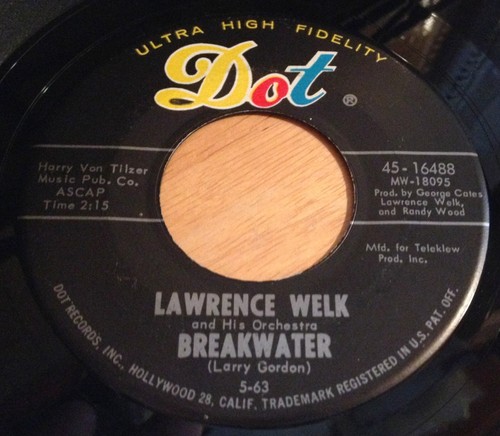 ULTRA HIGH FIDELITY
Dot ®
Harry Von Tilzer
Music Pub. Co.
ASCAP
Time 2:15
45-16488
MW-18095
Prod. by George Cates
Lawrence Welk,
and Randy Wood
Mfd. for Teleklew
Prod. Inc.
LAWRENCE WELK
and His Orchestra
BREAKWATER
(Larry Gordon)
5-63
DOT RECORDS, INC., HOLLYWOOD 28, CALIF. TRADEMARK REGISTERED IN U.S. PAT. OFF.